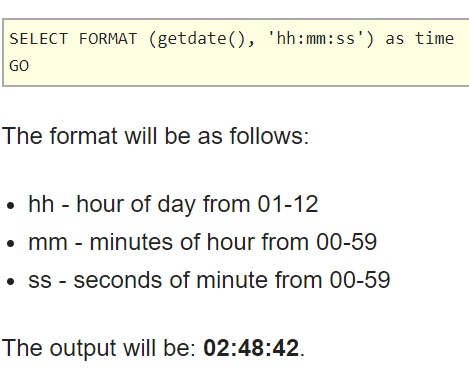 SELECT FORMAT (getdate(), 'hh:mm:ss') as time
GO
The format will be as follows:
• hh - hour of day from 01-12
• mm - minutes of hour from 00-59
• ss - seconds of minute from 00-59
The output will be: 02:48:42.